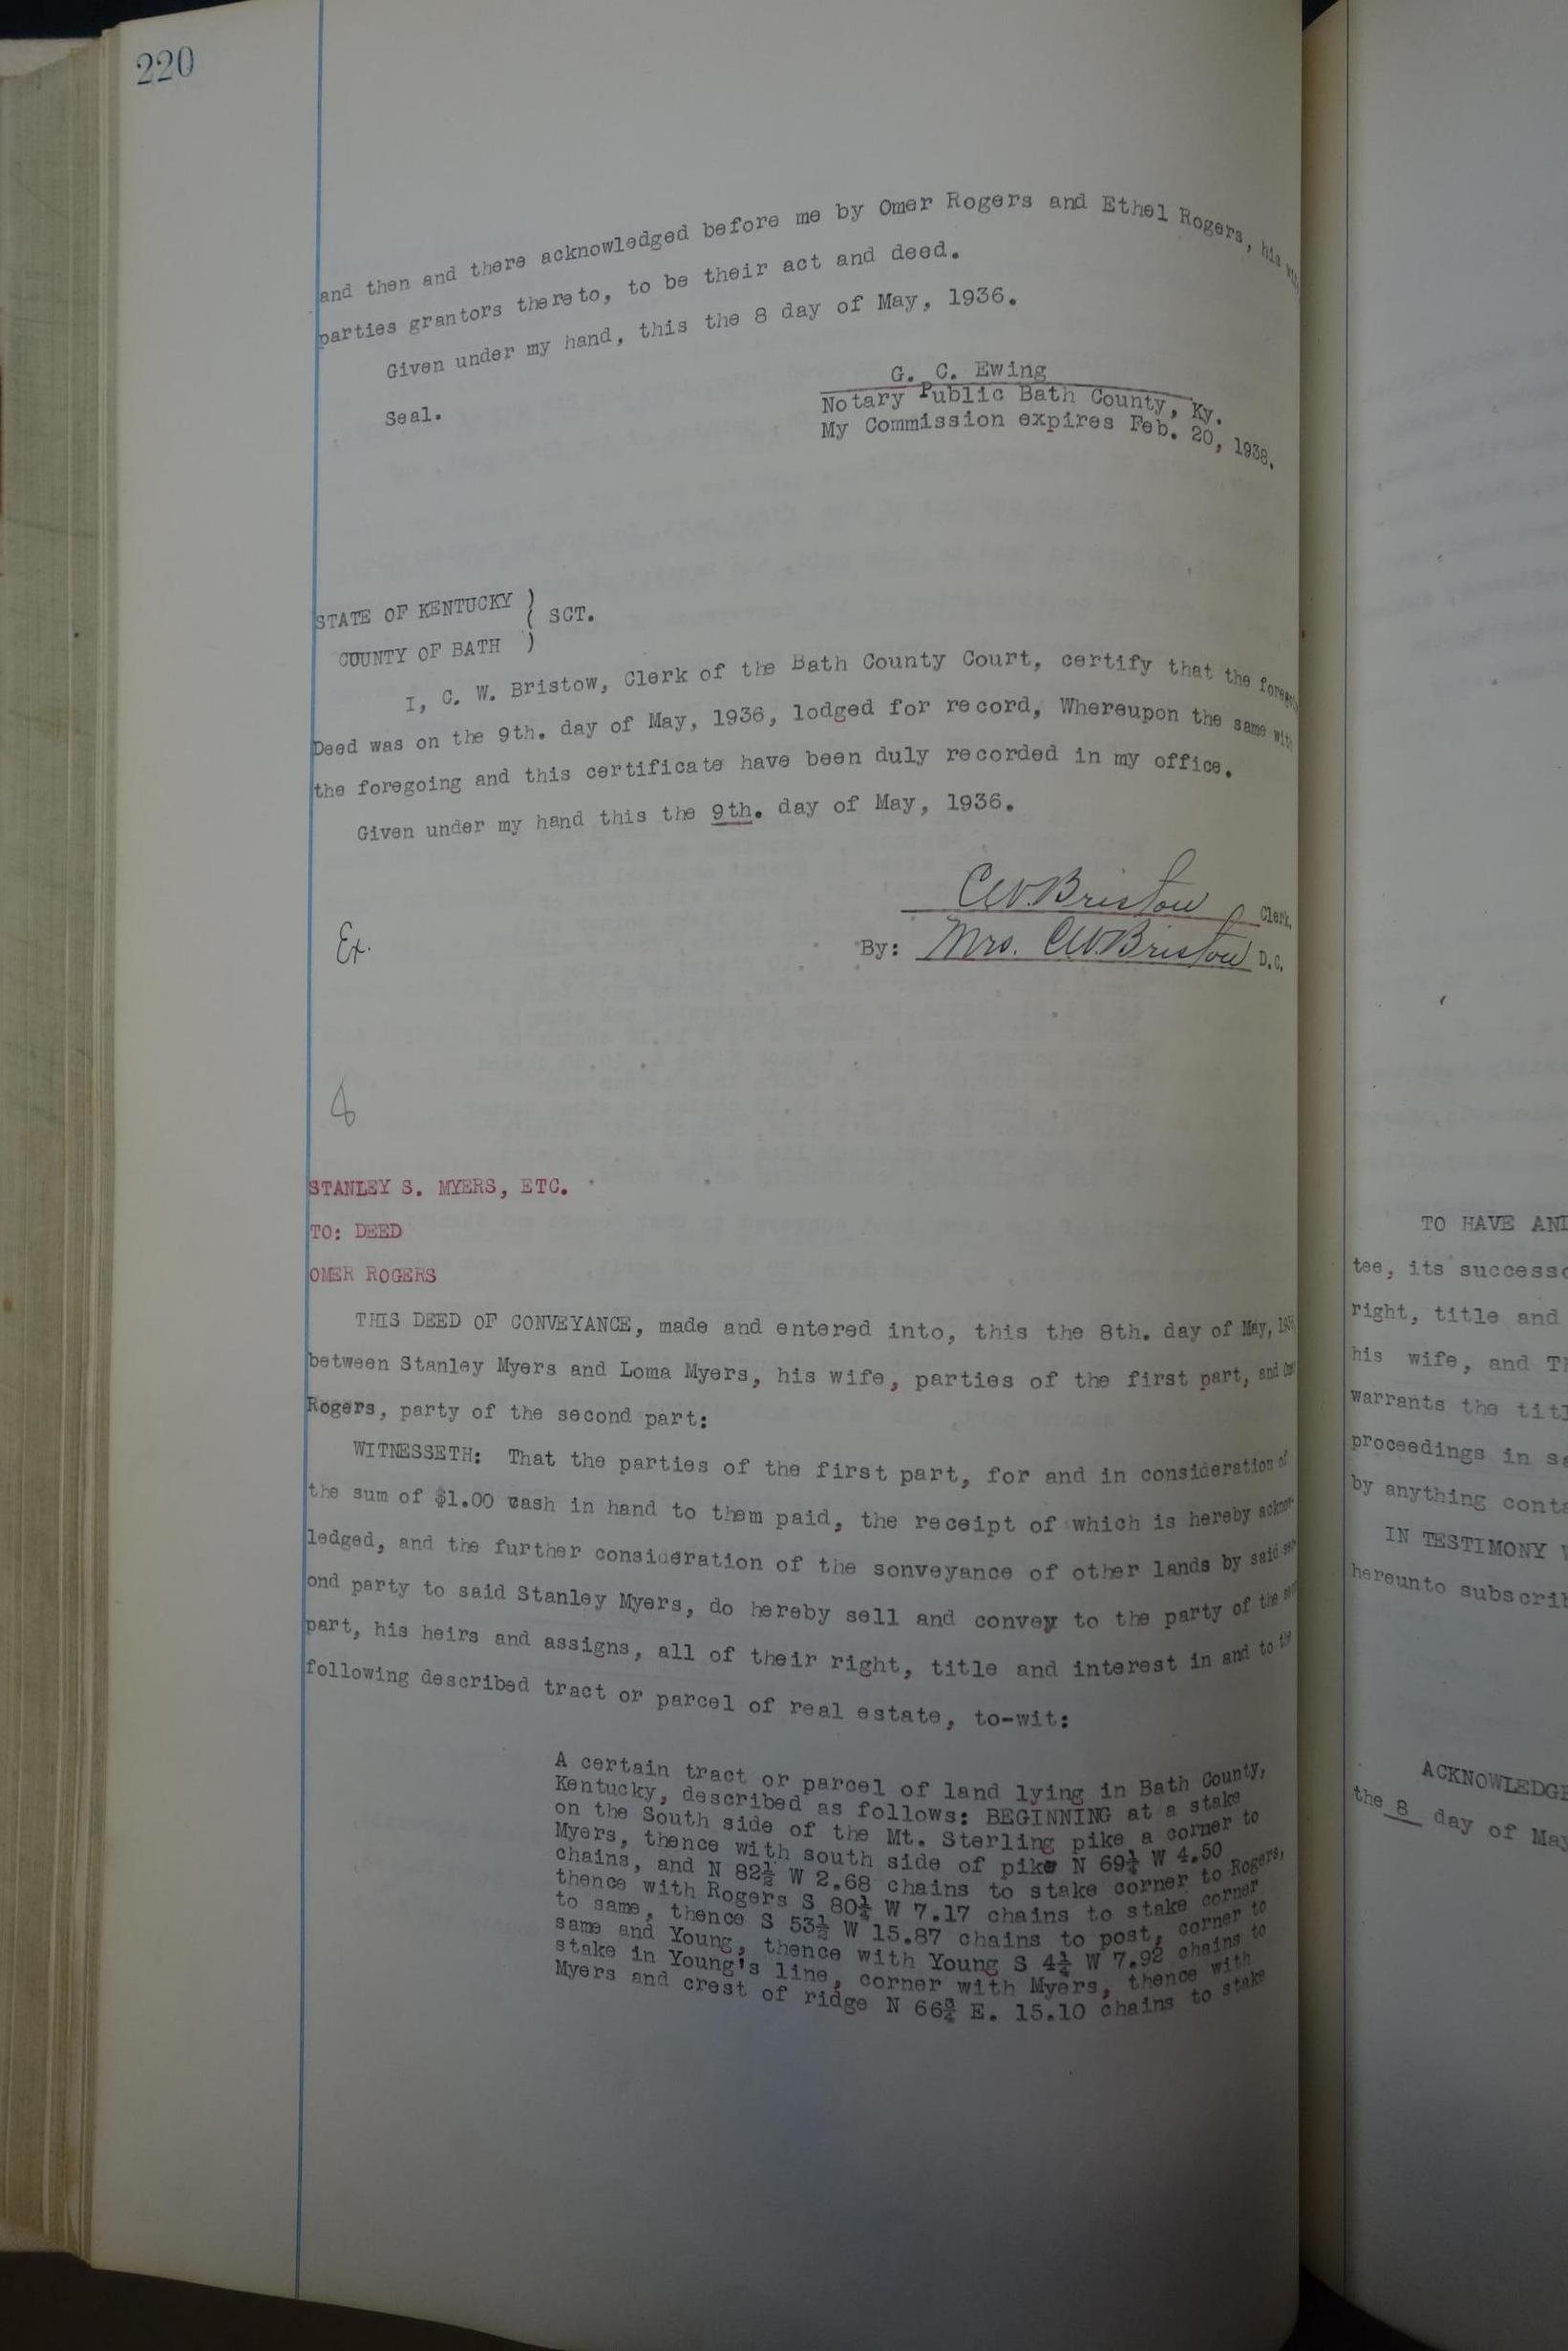 220
and then and there acknowledged before me by Omer Rogers and Ethel Rogers, his
parties grantors thereto, to be their act and deed.
Given under my hand, this the 8 day of May, 1936.
G. C. Ewing
Seal.
Notary Public Bath County, Ky.
My Commission expires Feb. 20, 1938.
STATE OF KENTUCKY ) SCT.
COUNTY OF BATH )
I, C. W. Bristow, Clerk of the Bath County Court, certify that the
Deed was on the 9th. day of May, 1936, lodged for record, Whereupon the same with
the foregoing and this certificate have been duly recorded in my office.
Given under my hand this the 9th. day of May, 1936.
C.W. Bristow Clerk.
Ex.
By: Mrs. C.W. Bristow D.C.
STANLEY S. MYERS, ETC.
TO: DEED
OMER ROGERS
THIS DEED OF CONVEYANCE, made and entered into, this the 8th. day of May, 1936,
between Stanley Myers and Loma Myers, his wife, parties of the first part, and Omer
Rogers, party of the second part:
WITNESSETH: That the parties of the first part, for and in consideration of
the sum of $1.00 cash in hand to them paid, the receipt of which is hereby acknow-
ledged, and the further consideration of the sonveyance of other lands by said sec-
ond party to said Stanley Myers, do hereby sell and convey to the party of the
part, his heirs and assigns, all of their right, title and interest in and to the
following described tract or parcel of real estate, to-wit:
A certain tract or parcel of land lying in Bath County,
Kentucky, described as follows: BEGINNING at a stake
on the South side of the Mt. Sterling pike a corner to
Myers, thence with south side of pike N 69¼ W 4.50
chains, and N 82½ W 2.68 chains to stake corner to Rogers,
thence with Rogers S 80¼ W 7.17 chains to stake corner
to same, thence S 53½ W 15.87 chains to post, corner to
same and Young, thence with Young S 4¼ W 7.92 chains to
stake in Young's line, corner with Myers, thence with
Myers and crest of ridge N 66¾ E. 15.10 chains to stake
TO HAVE AND
tee, its success
right, title and
his wife, and
warrants the
proceedings in
by anything
IN TESTIMONY
hereunto
ACKNOWLEDGE
the 8 day of May